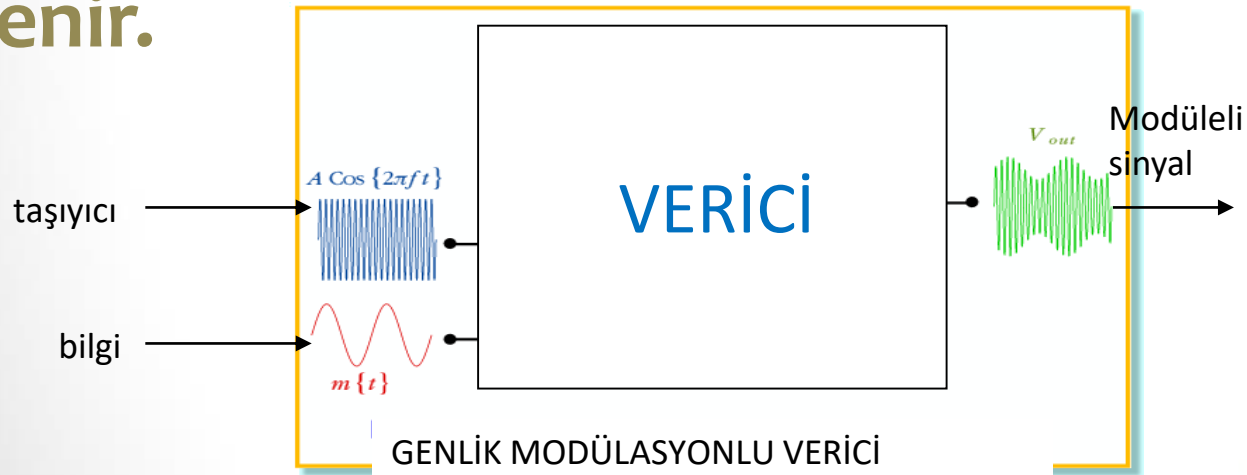 enir.
A Cos {2πft}
taşıyıcı
VERİCİ
V out
Modüleli
sinyal
bilgi
m {t}
GENLİK MODÜLASYONLU VERİCİ